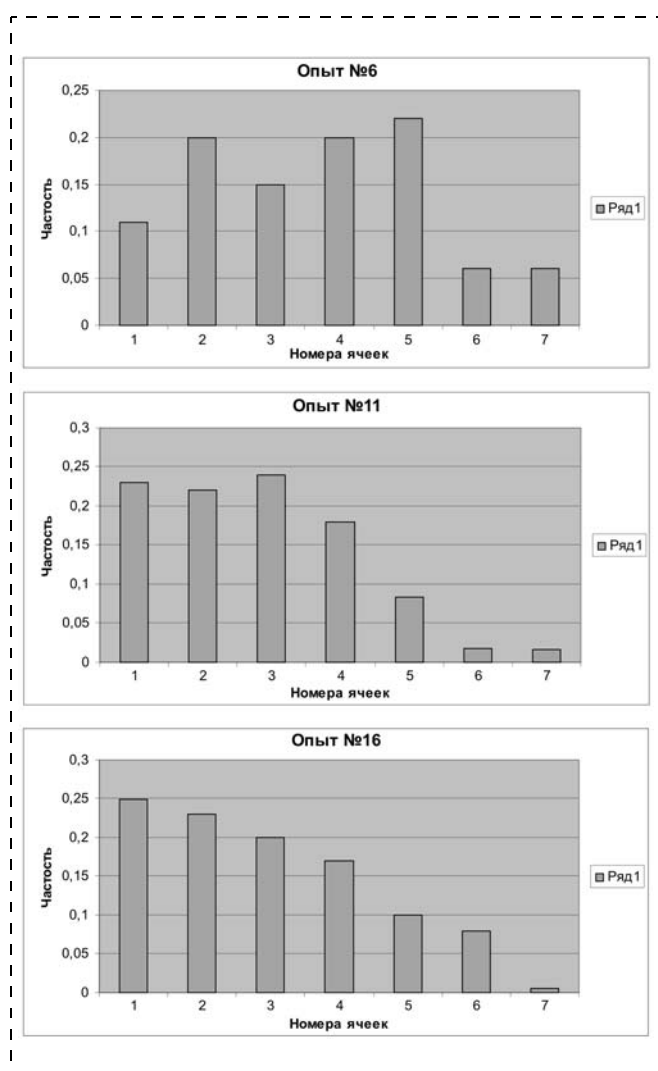 Опыт №6
0,25
0,2
0,15
0,1
0,05
0
Частость
1 2 3 4 5 6 7
Номера ячеек
Ряд1
Опыт №11
0,3
0,25
0,2
0,15
0,1
0,05
0
Частость
1 2 3 4 5 6 7
Номера ячеек
Ряд1
Опыт №16
0,3
0,25
0,2
0,15
0,1
0,05
0
Частость
1 2 3 4 5 6 7
Номера ячеек
Ряд1